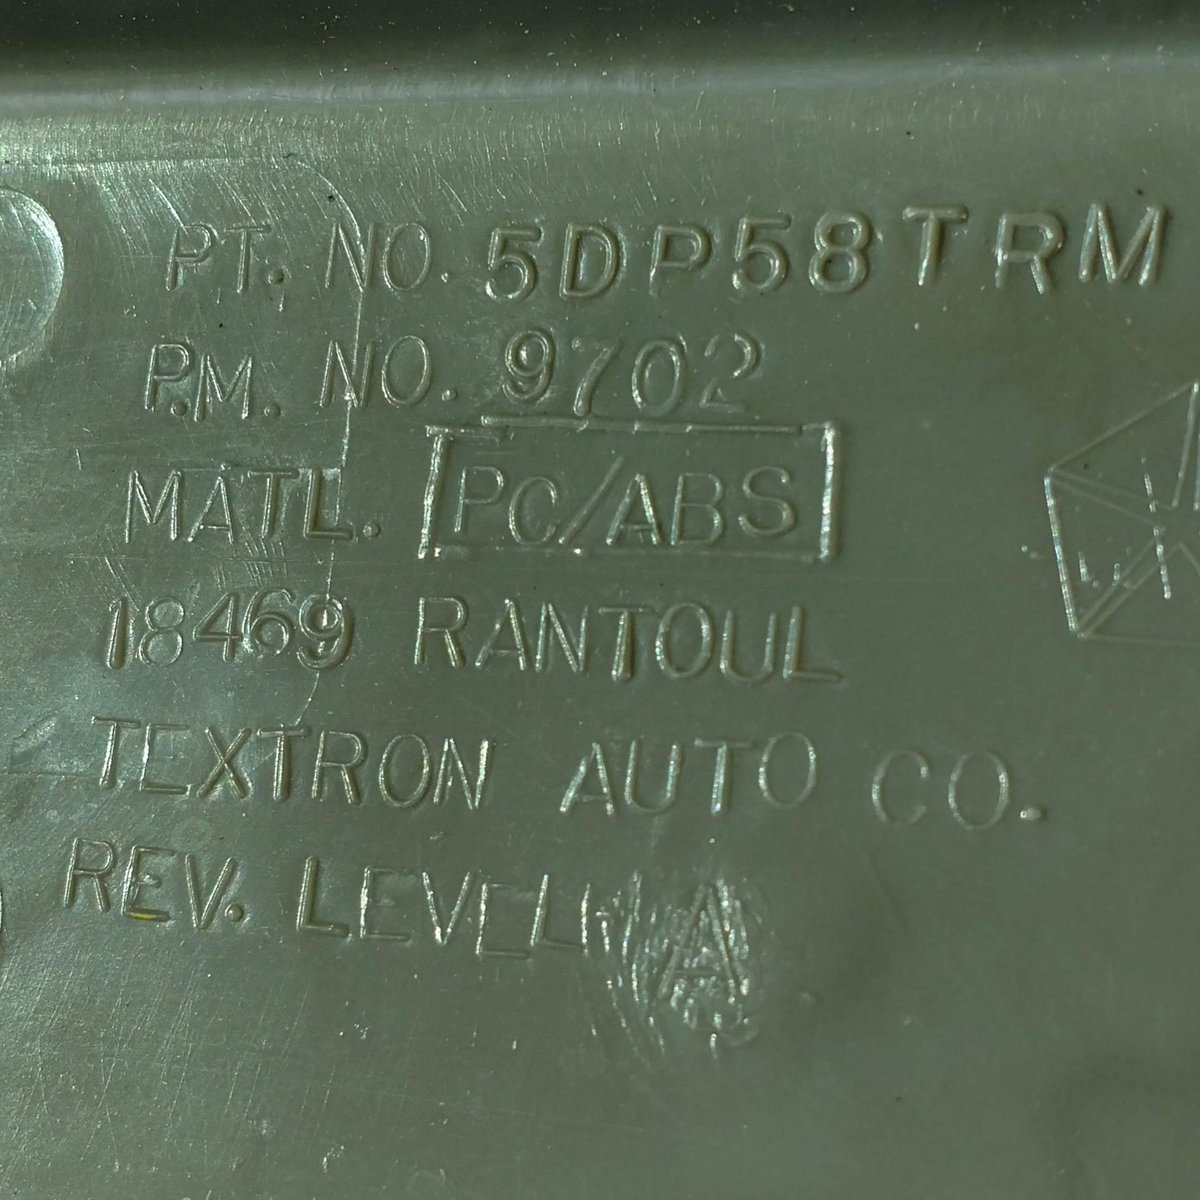 PT. NO. 5DP58TRM
P.M. NO. 9702
MATL. PC/ABS
18469 RANTOUL
TEXTRON AUTO CO.
REV. LEVEL A